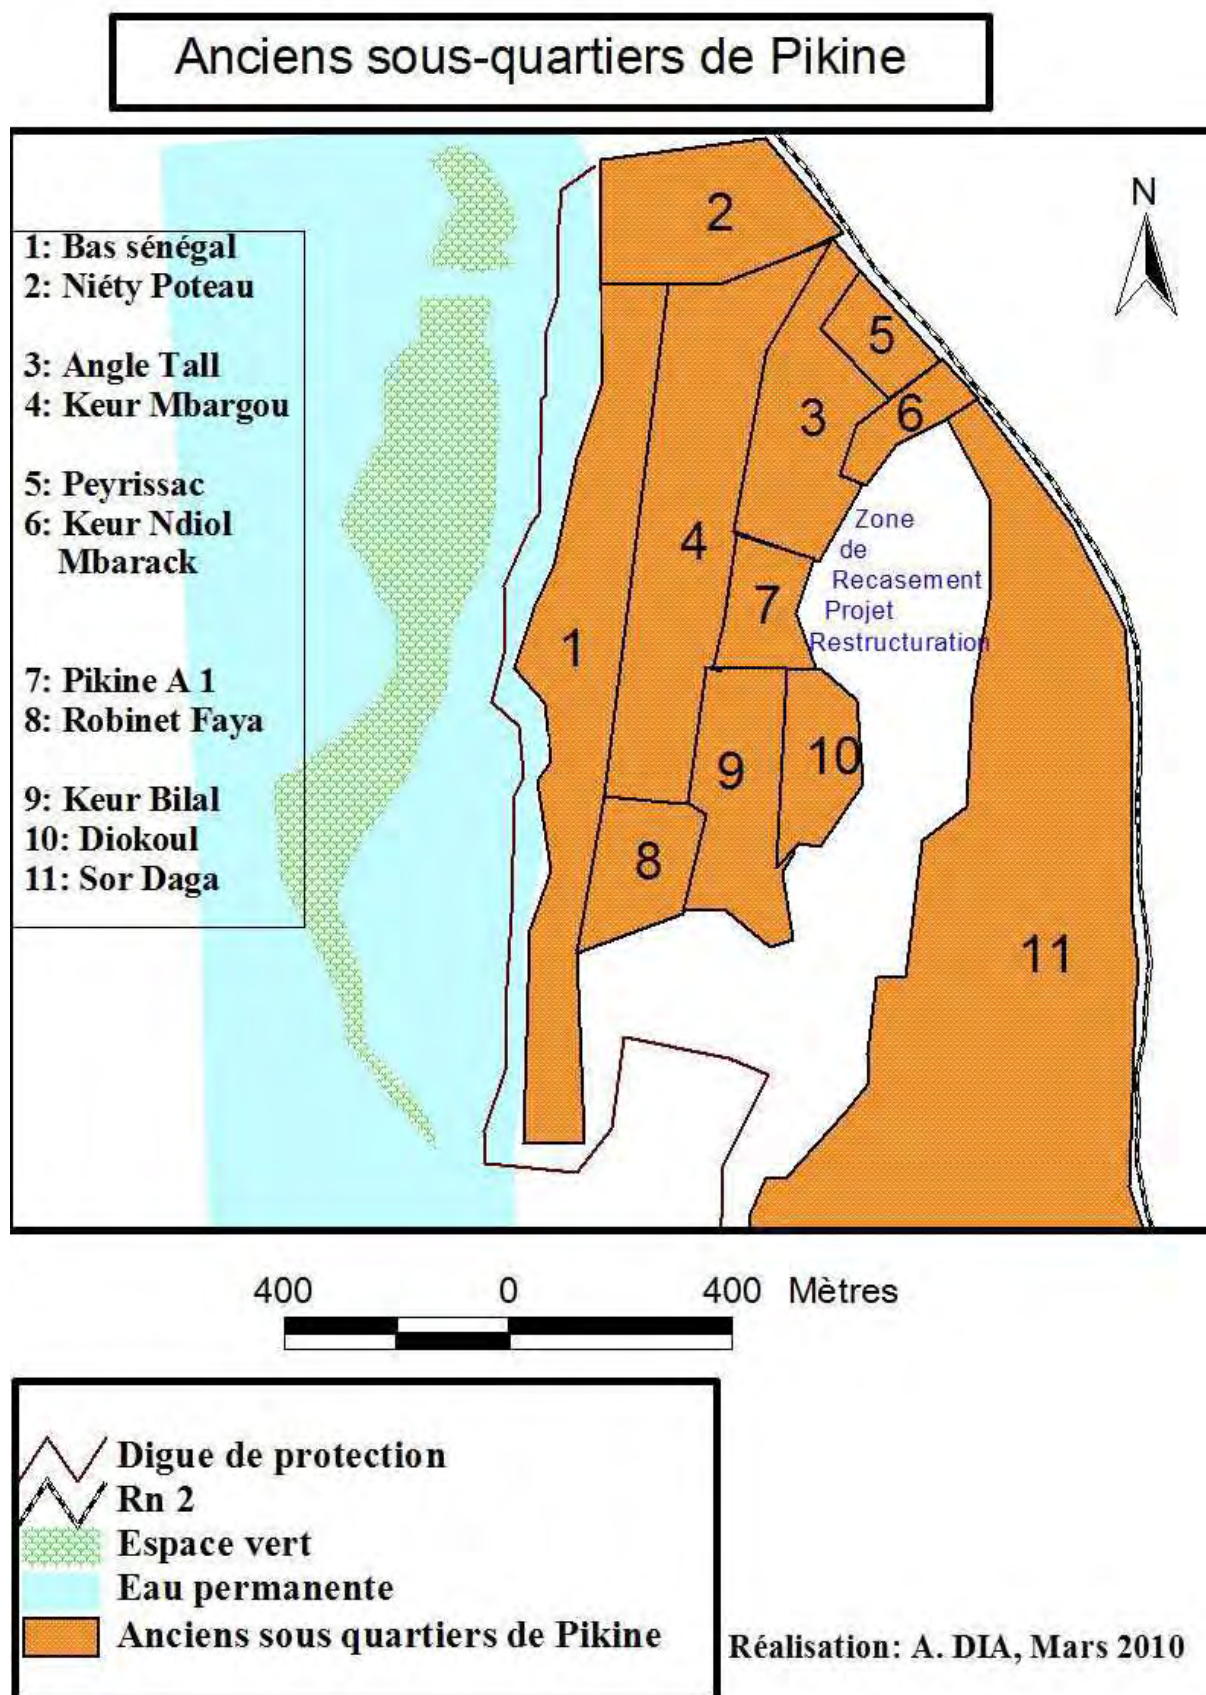 Anciens sous-quartiers de Pikine
N
1: Bas sénégal
2: Niéty Poteau
3: Angle Tall
4: Keur Mbargou
5: Peyrissac
6: Keur Ndiol
Mbarack
7: Pikine A 1
8: Robinet Faya
9: Keur Bilal
10: Diokoul
11: Sor Daga
2
5
3
6
4
7
1
9
10
8
11
Zone
de
Recasement
Projet
Restructuration
400 0 400 Mètres
Digue de protection
Rn 2
Espace vert
Eau permanente
Anciens sous quartiers de Pikine
Réalisation: A. DIA, Mars 2010